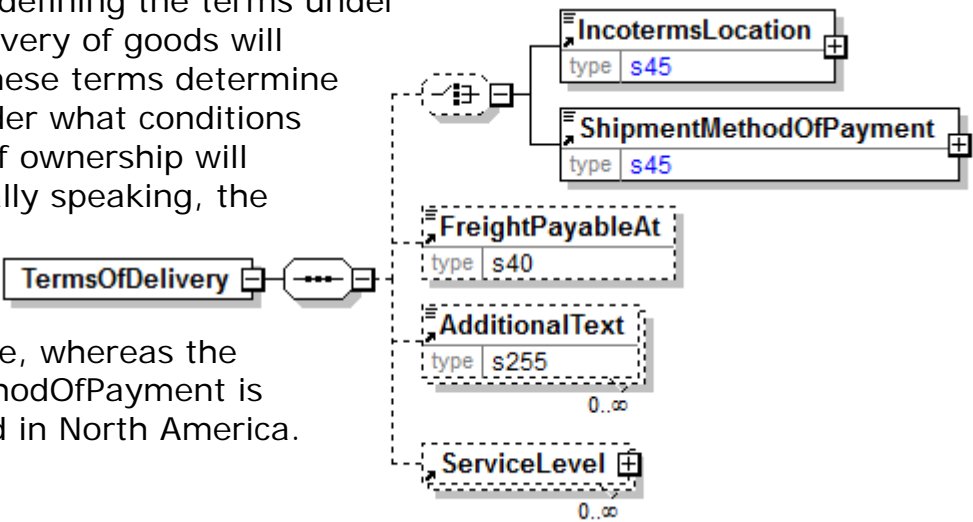 defining the terms under
very of goods will
hese terms determine
der what conditions
f ownership will
lly speaking, the
e, whereas the
hodOfPayment is
d in North America.
TermsOfDelivery
IncotermsLocation
type s45
ShipmentMethodOfPayment
type s45
FreightPayableAt
type s40
AdditionalText
type s255
0..∞
ServiceLevel
0..∞